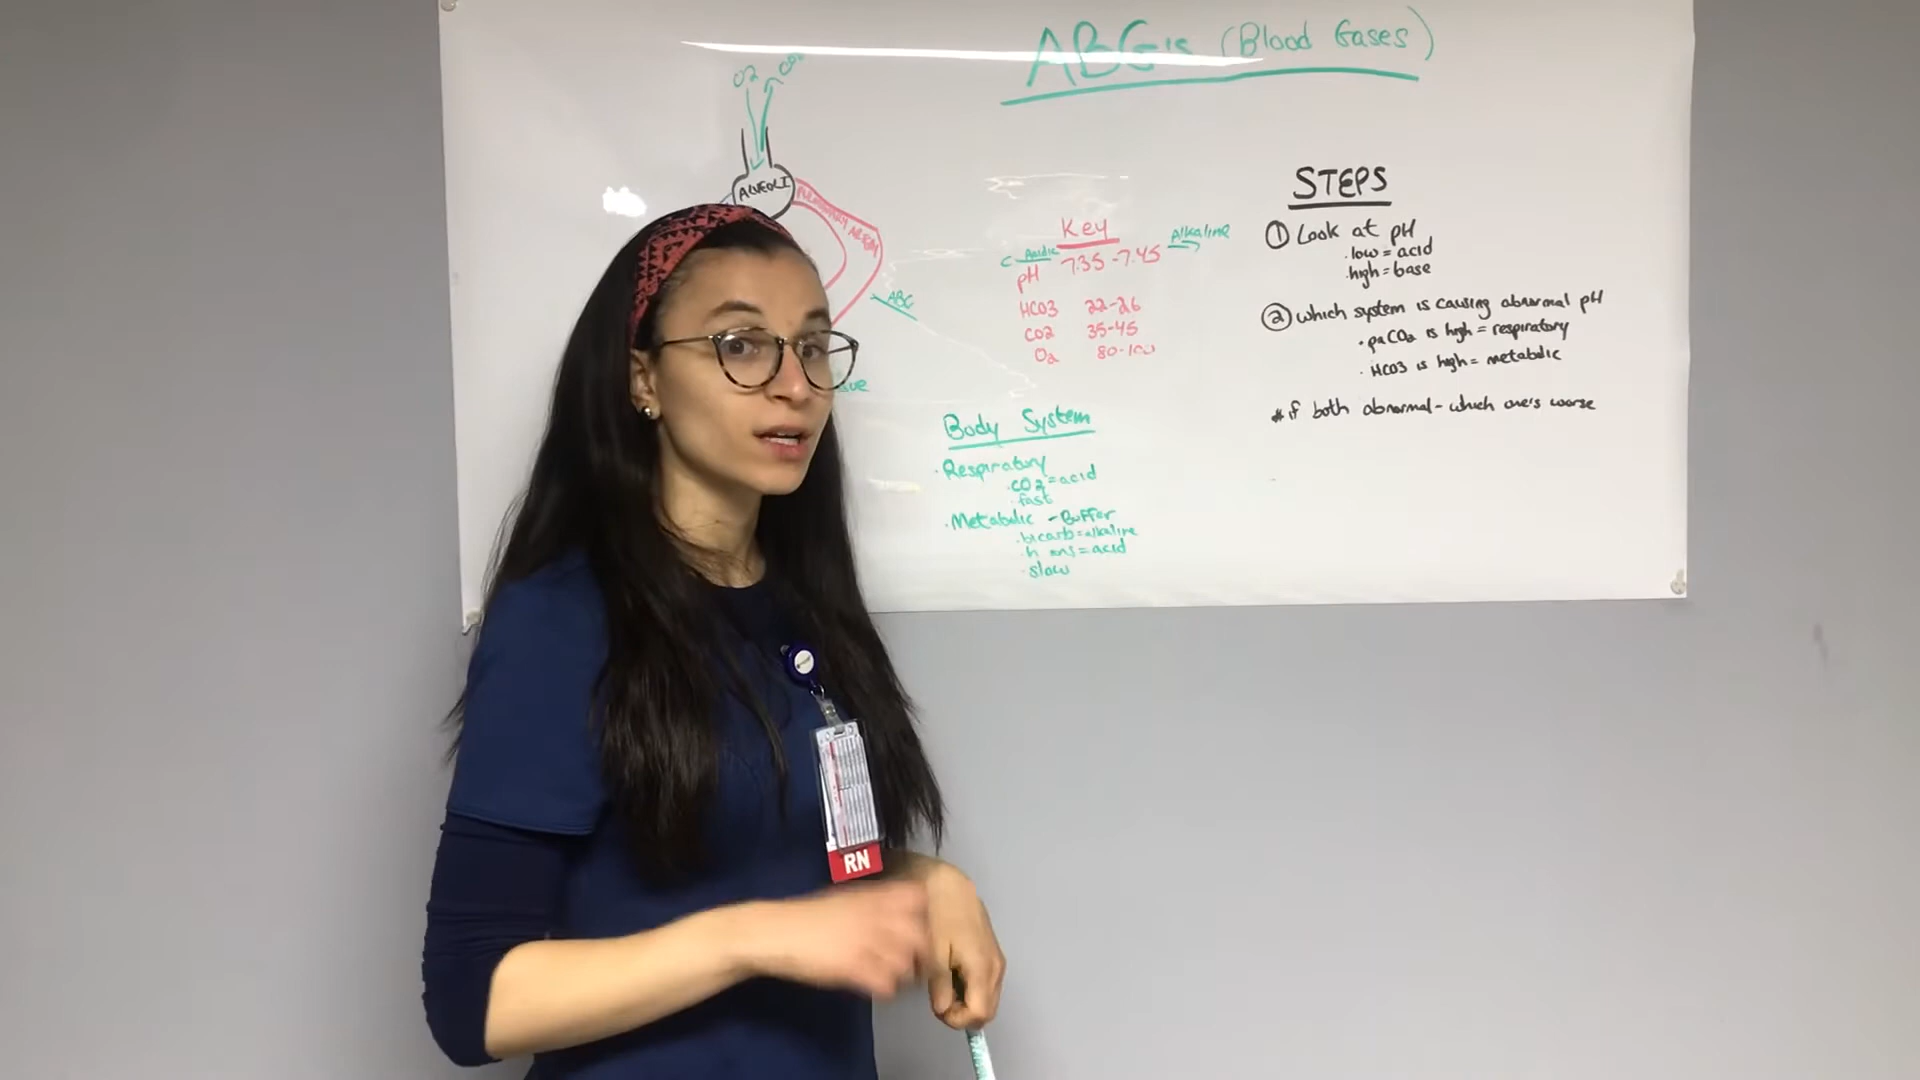 ABG's (Blood Gases)
O2 CO2
ALVEOLI
PULMONARY
ABG
Key
Acidic
Alkaline
pH 7.35-7.45
HCO3 22-26
CO2 35-45
O2 80-100
Body System
· Respiratory
· CO2=acid
· fast
· Metabolic - Buffer
· bicarb=alkaline
· h ions=acid
· slow
STEPS
① Look at pH
· low = acid
· high = base
② which system is causing abnormal pH
· paCO2 is high = respiratory
· HCO3 is high = metabolic
* if both abnormal - which one's worse
RN